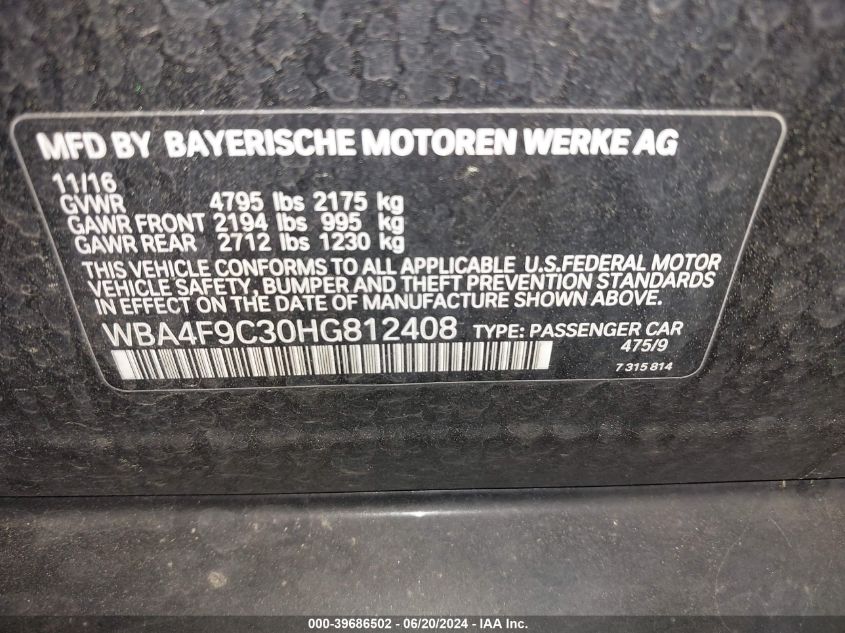 MFD BY BAYERISCHE MOTOREN WERKE AG
11/16
GVWR 4795 lbs 2175 kg
GAWR FRONT 2194 lbs 995 kg
GAWR REAR 2712 lbs 1230 kg
THIS VEHICLE CONFORMS TO ALL APPLICABLE U.S.FEDERAL MOTOR
VEHICLE SAFETY, BUMPER AND THEFT PREVENTION STANDARDS
IN EFFECT ON THE DATE OF MANUFACTURE SHOWN ABOVE.
WBA4F9C30HG812408 TYPE: PASSENGER CAR
475/9
7 315 814
000-39686502 / 06/20/2024 / IAA Inc.